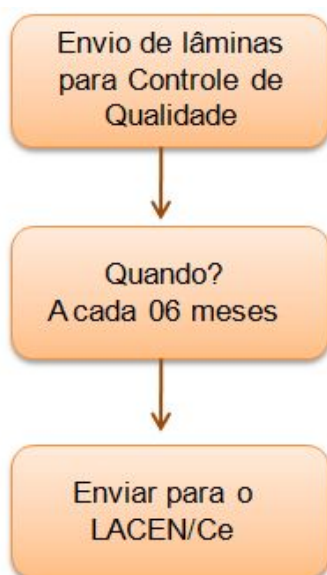 Envio de lâminas
para Controle de
Qualidade
Quando?
A cada 06 meses
Enviar para o
LACEN/Ce